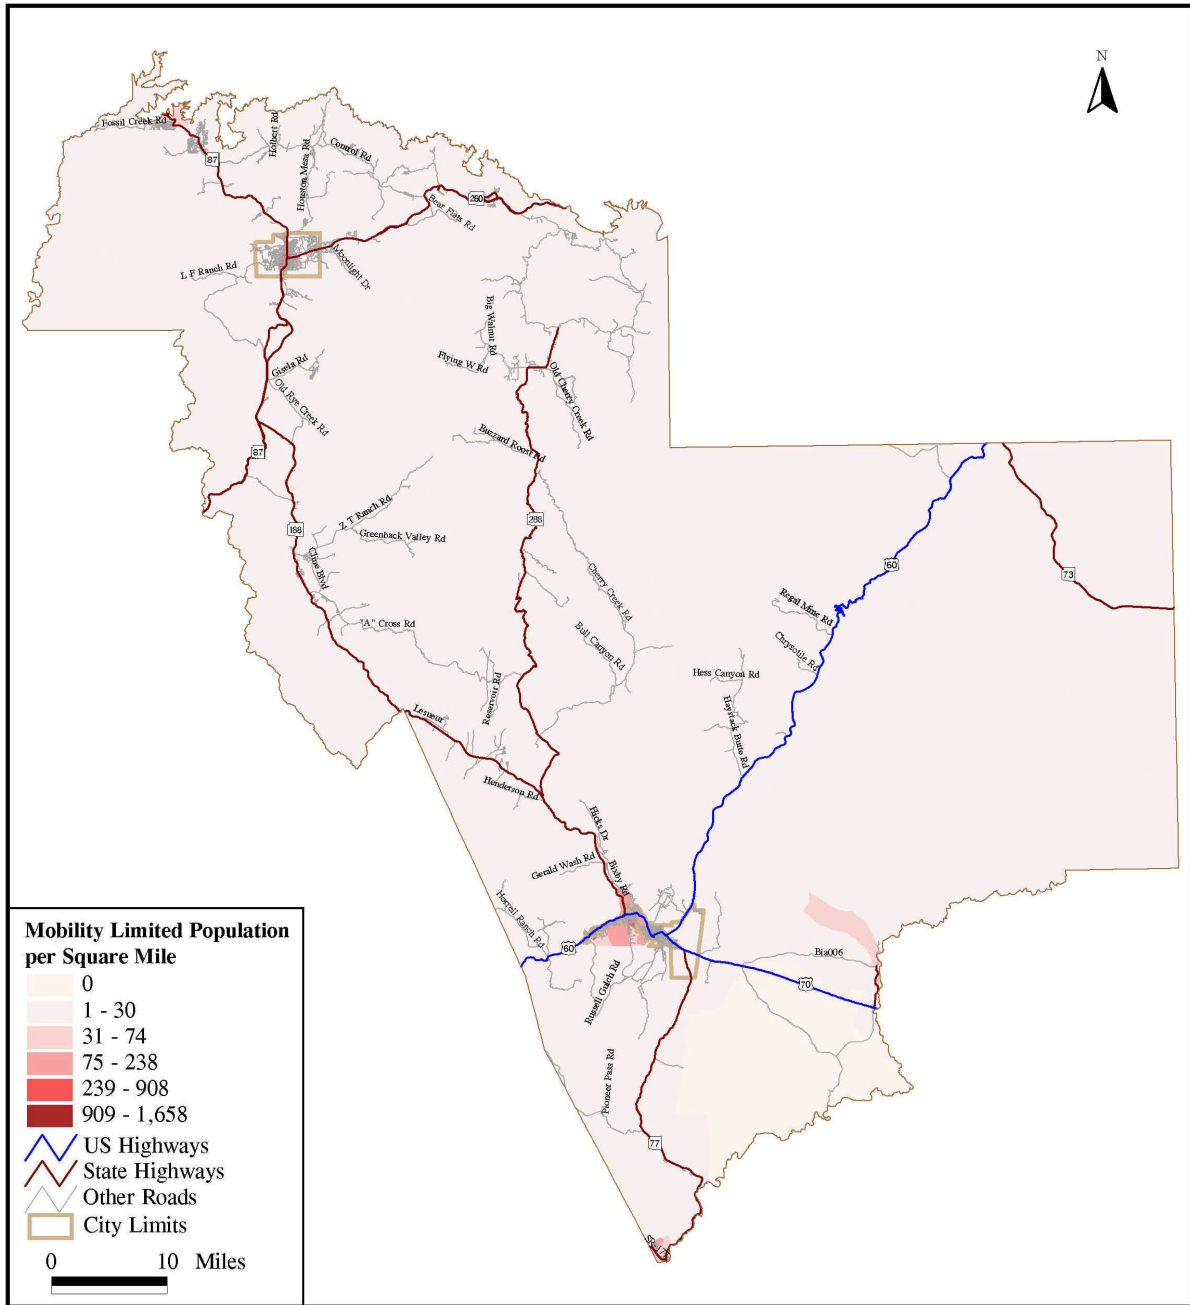 N
Fossil Creek Rd
Holbert Rd
Houston Mesa Rd
Control Rd
87
260
Bear Flats Rd
Moonlight Dr
L F Ranch Rd
Big Walnut Rd
Flying W Rd
Gisela Rd
Old Rye Creek Rd
Old Cherry Creek Rd
Buzzard Roost Rd
87
Z T Ranch Rd
188
Greenback Valley Rd
288
Cline Blvd
60
73
Cherry Creek Rd
Regal Mine Rd
"A" Cross Rd
Bull Canyon Rd
Chrysotile Rd
Hess Canyon Rd
Reservoir Rd
Lesueur
Haystack Butte Rd
Henderson Rd
Hicks Dr
Gerald Wash Rd
Bixby Rd
Horrell Ranch Rd
60
Bia006
Russell Gulch Rd
70
Pioneer Pass Rd
77
Mobility Limited Population
per Square Mile
0
1 - 30
31 - 74
75 - 238
239 - 908
909 - 1,658
US Highways
State Highways
Other Roads
City Limits
0 10 Miles